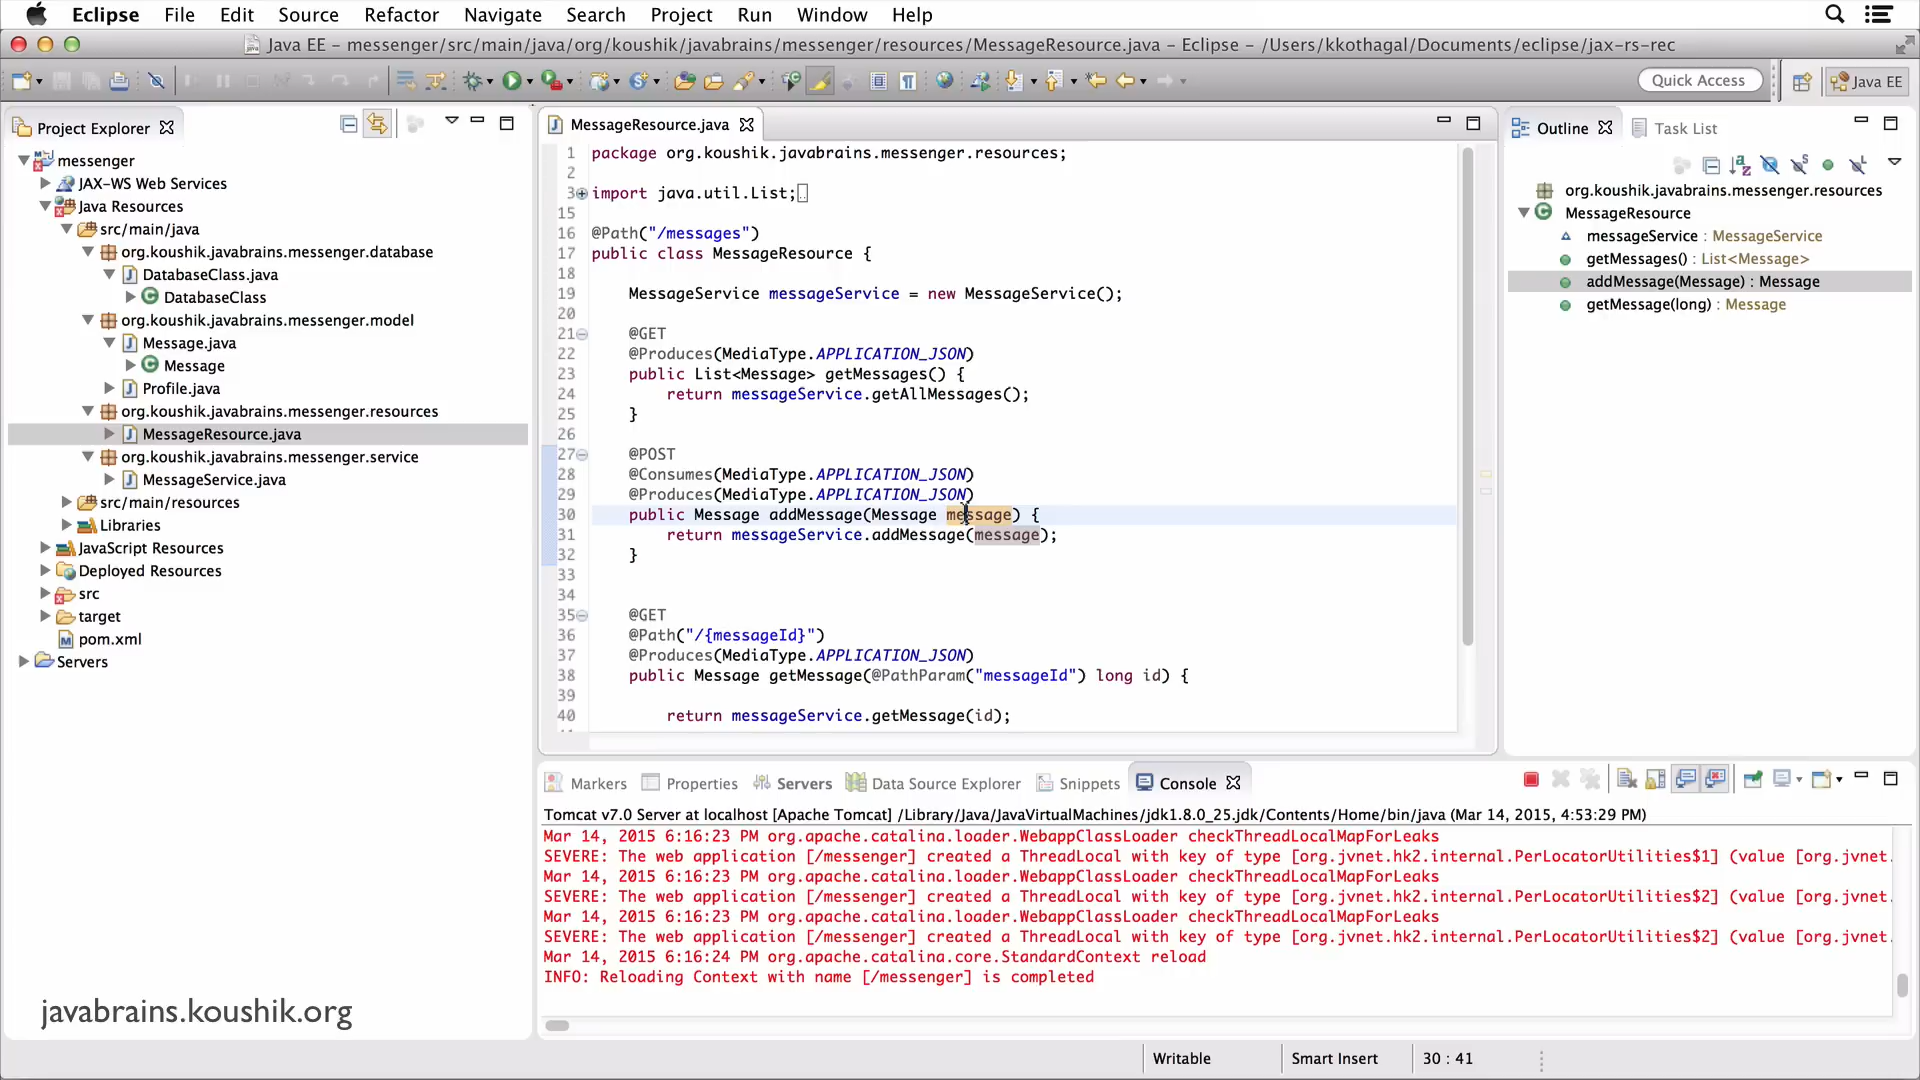 Eclipse File Edit Source Refactor Navigate Search Project Run Window Help
Java EE – messenger/src/main/java/org/koushik/javabrains/messenger/resources/MessageResource.java – Eclipse – /Users/kkothagal/Documents/eclipse/jax-rs-rec
Quick Access
Java EE
Project Explorer
messenger
JAX-WS Web Services
Java Resources
src/main/java
org.koushik.javabrains.messenger.database
DatabaseClass.java
DatabaseClass
org.koushik.javabrains.messenger.model
Message.java
Message
Profile.java
org.koushik.javabrains.messenger.resources
MessageResource.java
org.koushik.javabrains.messenger.service
MessageService.java
src/main/resources
Libraries
JavaScript Resources
Deployed Resources
src
target
pom.xml
Servers
javabrains.koushik.org
MessageResource.java
1 package org.koushik.javabrains.messenger.resources;
2
3 import java.util.List;
15
16 @Path("/messages")
17 public class MessageResource {
18
19 MessageService messageService = new MessageService();
20
21 @GET
22 @Produces(MediaType.APPLICATION_JSON)
23 public List<Message> getMessages() {
24 return messageService.getAllMessages();
25 }
26
27 @POST
28 @Consumes(MediaType.APPLICATION_JSON)
29 @Produces(MediaType.APPLICATION_JSON)
30 public Message addMessage(Message message) {
31 return messageService.addMessage(message);
32 }
33
34
35 @GET
36 @Path("/{messageId}")
37 @Produces(MediaType.APPLICATION_JSON)
38 public Message getMessage(@PathParam("messageId") long id) {
39
40 return messageService.getMessage(id);
Outline
Task List
org.koushik.javabrains.messenger.resources
MessageResource
messageService : MessageService
getMessages() : List<Message>
addMessage(Message) : Message
getMessage(long) : Message
Markers Properties Servers Data Source Explorer Snippets Console
Tomcat v7.0 Server at localhost [Apache Tomcat] /Library/Java/JavaVirtualMachines/jdk1.8.0_25.jdk/Contents/Home/bin/java (Mar 14, 2015, 4:53:29 PM)
Mar 14, 2015 6:16:23 PM org.apache.catalina.loader.WebappClassLoader checkThreadLocalMapForLeaks
SEVERE: The web application [/messenger] created a ThreadLocal with key of type [org.jvnet.hk2.internal.PerLocatorUtilities$1] (value [org.jvnet.
Mar 14, 2015 6:16:23 PM org.apache.catalina.loader.WebappClassLoader checkThreadLocalMapForLeaks
SEVERE: The web application [/messenger] created a ThreadLocal with key of type [org.jvnet.hk2.internal.PerLocatorUtilities$2] (value [org.jvnet.
Mar 14, 2015 6:16:23 PM org.apache.catalina.loader.WebappClassLoader checkThreadLocalMapForLeaks
SEVERE: The web application [/messenger] created a ThreadLocal with key of type [org.jvnet.hk2.internal.PerLocatorUtilities$2] (value [org.jvnet.
Mar 14, 2015 6:16:24 PM org.apache.catalina.core.StandardContext reload
INFO: Reloading Context with name [/messenger] is completed
Writable Smart Insert 30 : 41